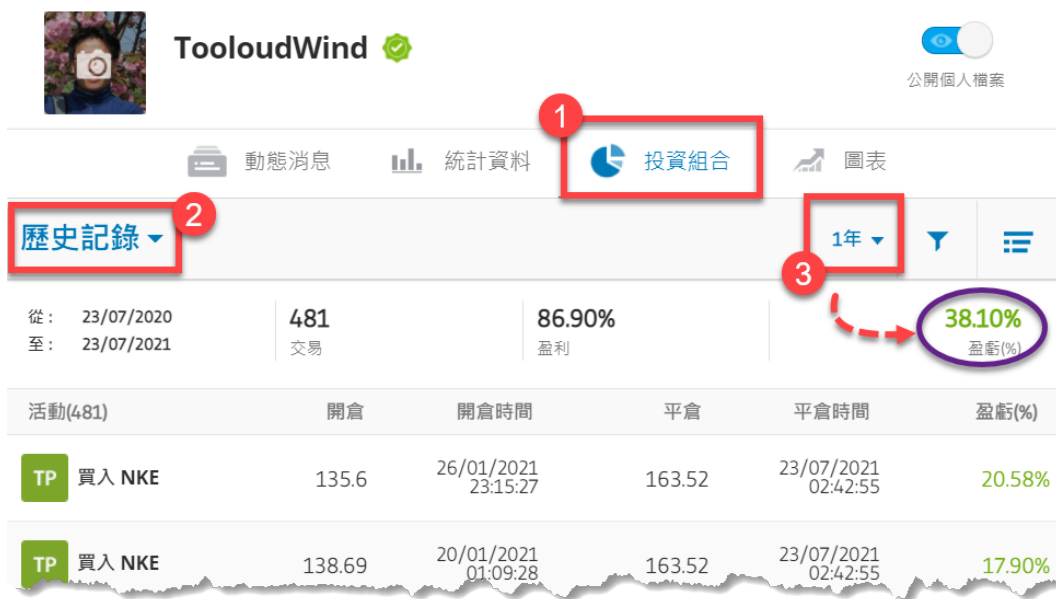 TooloudWind
公開個人檔案
1
動態消息 統計資料 投資組合 圖表
歷史記錄 2 1年
3
從: 23/07/2020 481 86.90% 38.10%
至: 23/07/2021 交易 盈利 盈虧(%)
活動(481) 開倉 開倉時間 平倉 平倉時間 盈虧(%)
TP 買入 NKE 135.6 26/01/2021 163.52 23/07/2021 20.58%
23:15:27 02:42:55
TP 買入 NKE 138.69 20/01/2021 163.52 23/07/2021 17.90%
01:09:28 02:42:55